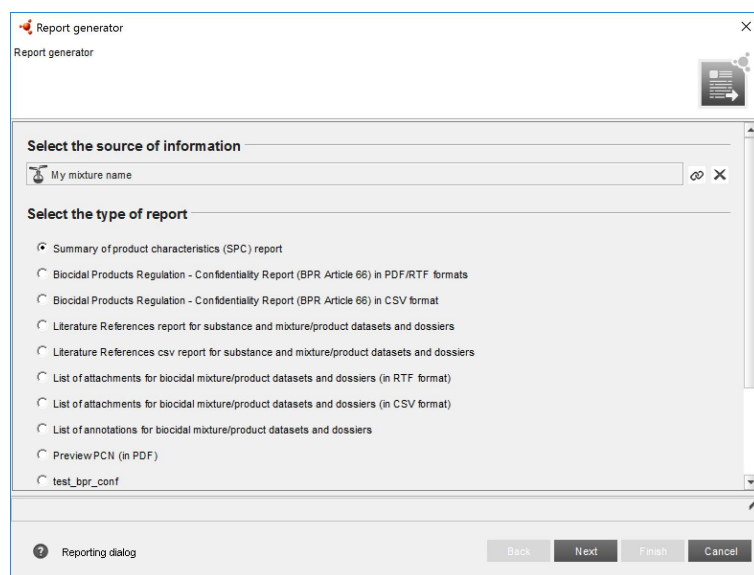 Report generator
Report generator
Select the source of information
My mixture name
Select the type of report
Summary of product characteristics (SPC) report
Biocidal Products Regulation - Confidentiality Report (BPR Article 66) in PDF/RTF formats
Biocidal Products Regulation - Confidentiality Report (BPR Article 66) in CSV format
Literature References report for substance and mixture/product datasets and dossiers
Literature References csv report for substance and mixture/product datasets and dossiers
List of attachments for biocidal mixture/product datasets and dossiers (in RTF format)
List of attachments for biocidal mixture/product datasets and dossiers (in CSV format)
List of annotations for biocidal mixture/product datasets and dossiers
Preview PCN (in PDF)
test_bpr_conf
? Reporting dialog Back Next Finish Cancel